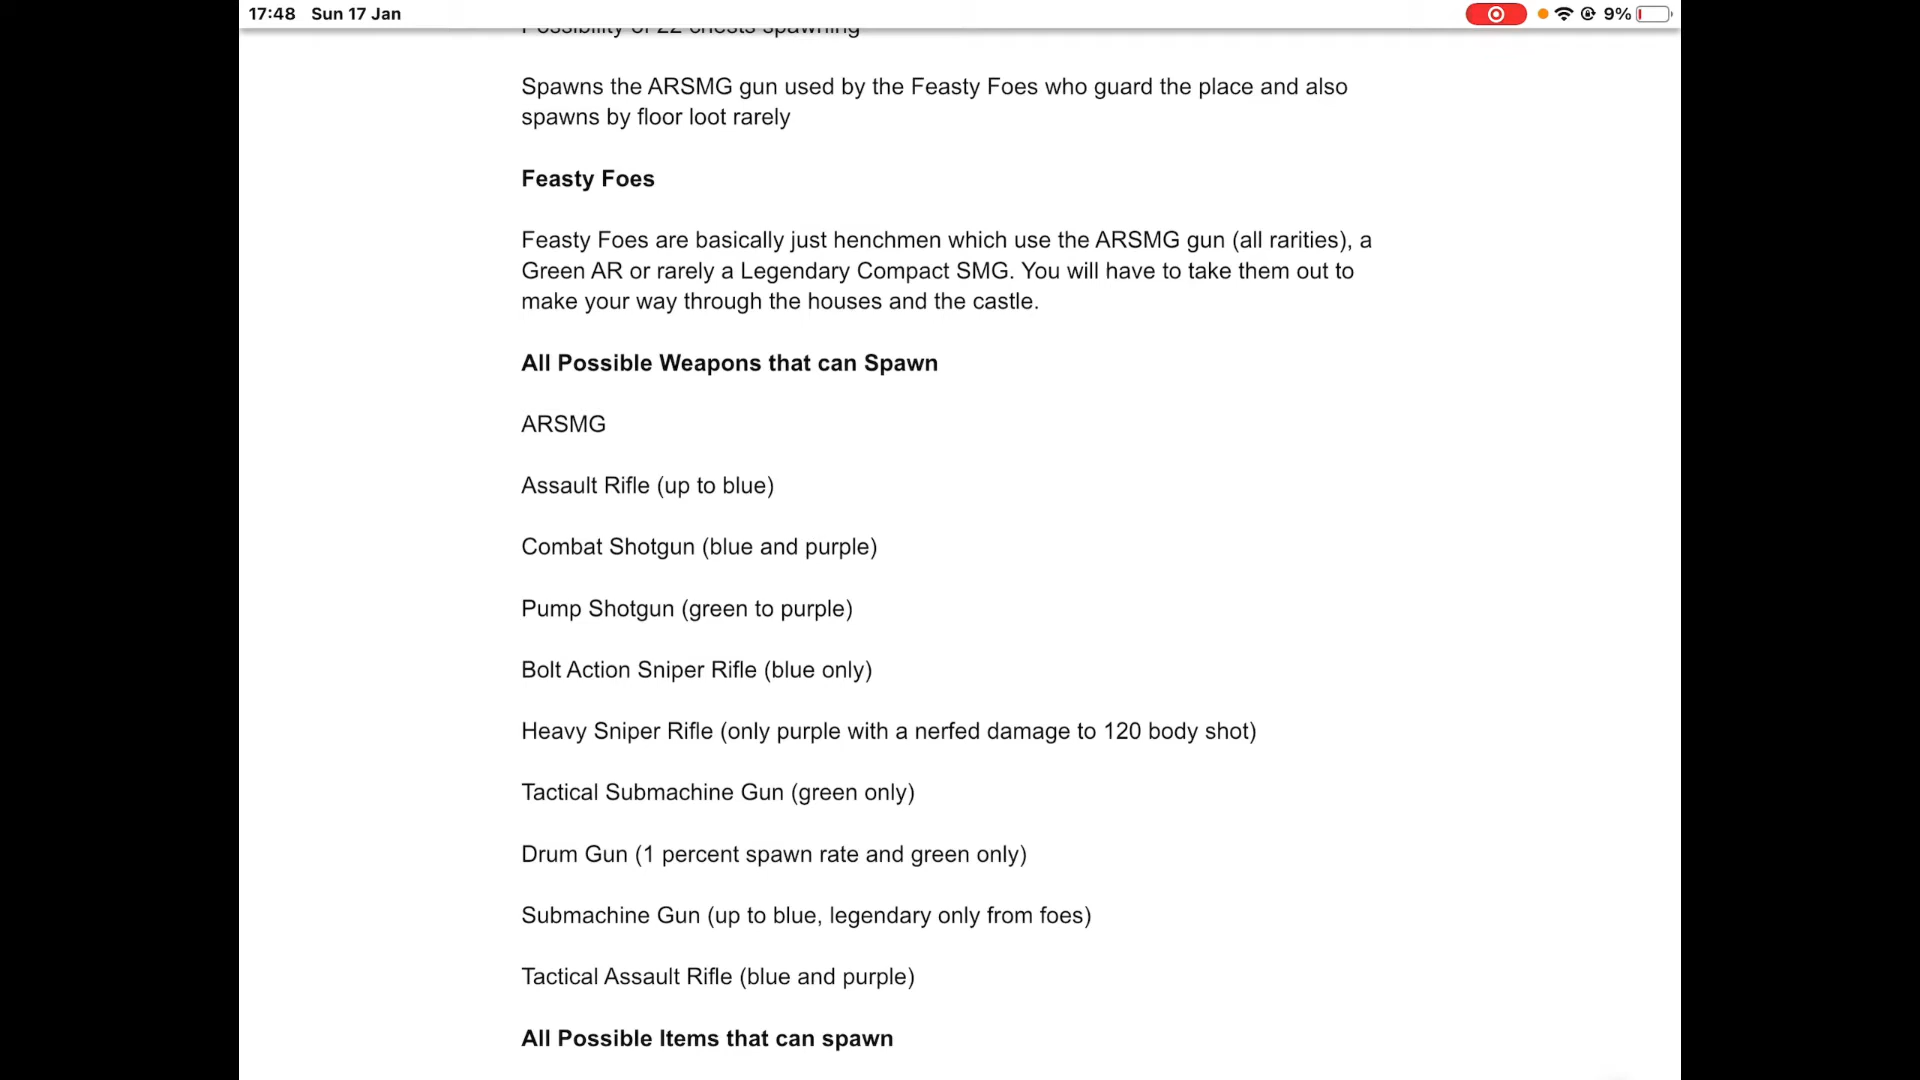 17:48 Sun 17 Jan
9%
Possibility of 22 chests spawning
Spawns the ARSMG gun used by the Feasty Foes who guard the place and also
spawns by floor loot rarely
Feasty Foes
Feasty Foes are basically just henchmen which use the ARSMG gun (all rarities), a
Green AR or rarely a Legendary Compact SMG. You will have to take them out to
make your way through the houses and the castle.
All Possible Weapons that can Spawn
ARSMG
Assault Rifle (up to blue)
Combat Shotgun (blue and purple)
Pump Shotgun (green to purple)
Bolt Action Sniper Rifle (blue only)
Heavy Sniper Rifle (only purple with a nerfed damage to 120 body shot)
Tactical Submachine Gun (green only)
Drum Gun (1 percent spawn rate and green only)
Submachine Gun (up to blue, legendary only from foes)
Tactical Assault Rifle (blue and purple)
All Possible Items that can spawn